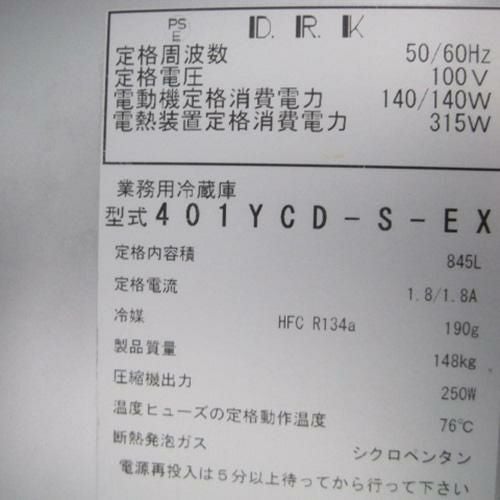 PS
E
D.R.K
定格周波数 50/60Hz
定格電圧 100V
電動機定格消費電力 140/140W
電熱装置定格消費電力 315W
業務用冷蔵庫
型式 401YCD-S-EX
定格内容積 845L
定格電流 1.8/1.8A
冷媒 HFC R134a 190g
製品質量 148kg
圧縮機出力 250W
温度ヒューズの定格動作温度 76℃
断熱発泡ガス シクロペンタン
電源再投入は5分以上待ってから行って下さい